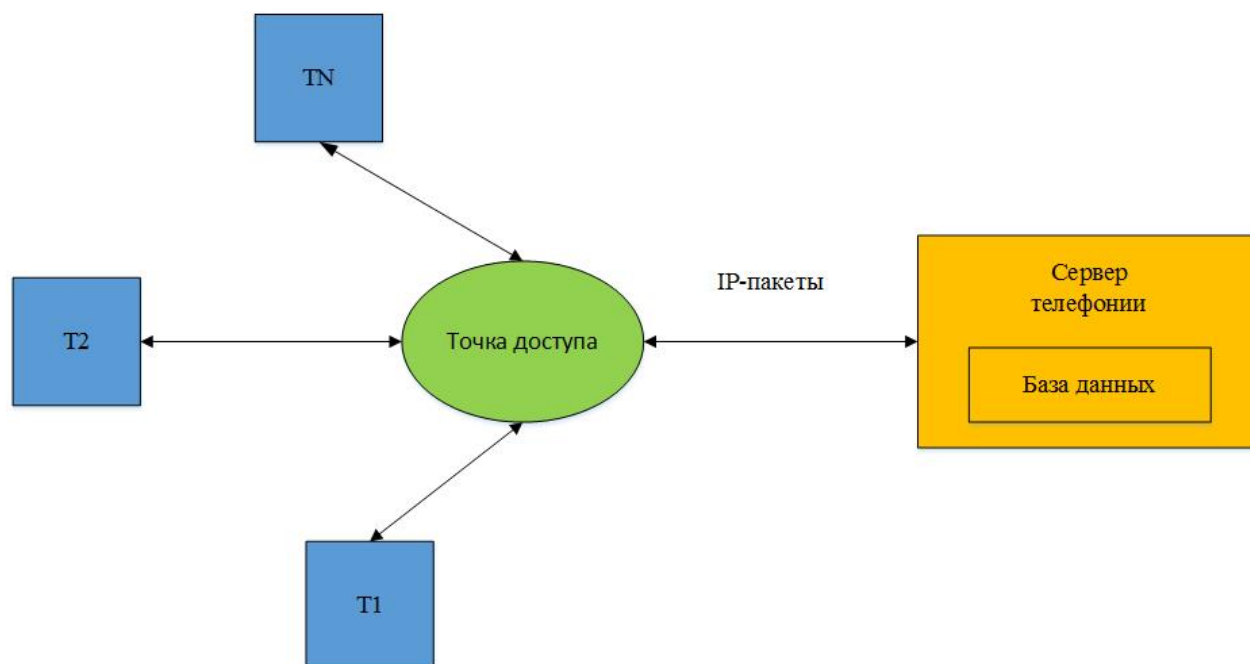 TN
IP-пакеты
Сервер
телефонии
T2
Точка доступа
База данных
T1